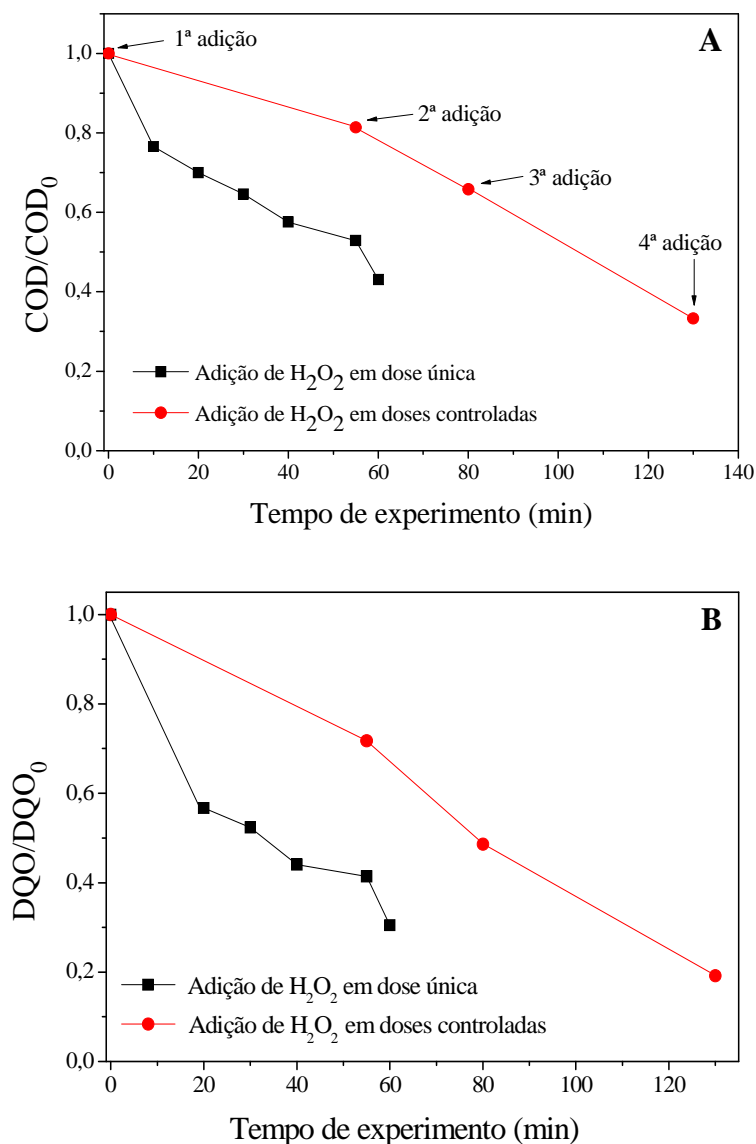 A
1ª adição
2ª adição
3ª adição
4ª adição
1,0
0,8
0,6
0,4
0,2
0,0
COD/COD₀
Adição de H₂O₂ em dose única
Adição de H₂O₂ em doses controladas
0 20 40 60 80 100 120 140
Tempo de experimento (min)
B
1,0
0,8
0,6
0,4
0,2
0,0
DQO/DQO₀
Adição de H₂O₂ em dose única
Adição de H₂O₂ em doses controladas
0 20 40 60 80 100 120
Tempo de experimento (min)